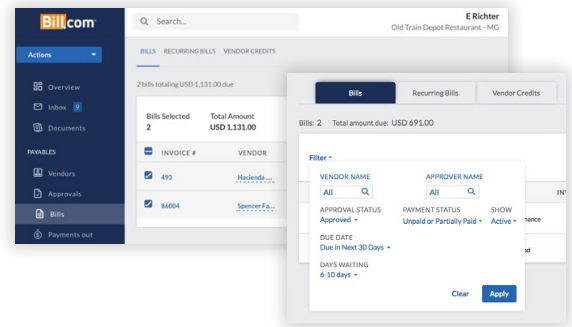 Bill.com
Search...
E Richter
Old Train Depot Restaurant - MG
Actions
BILLS RECURRING BILLS VENDOR CREDITS
Overview
2 bills totaling USD 1,131.00 due
Inbox 9
Documents
Bills Selected Total Amount
2 USD 1,131.00
PAYABLES
INVOICE # VENDOR
Vendors
493 Hacienda ...
Approvals
86004 Spencer Fa...
Bills
Payments out
Bills Recurring Bills Vendor Credits
Bills: 2 Total amount due: USD 691.00
Filter
VENDOR NAME APPROVER NAME
All All
APPROVAL STATUS PAYMENT STATUS SHOW
Approved Unpaid or Partially Paid Active
DUE DATE
Due in Next 30 Days
DAYS WAITING
6-10 days
Clear Apply